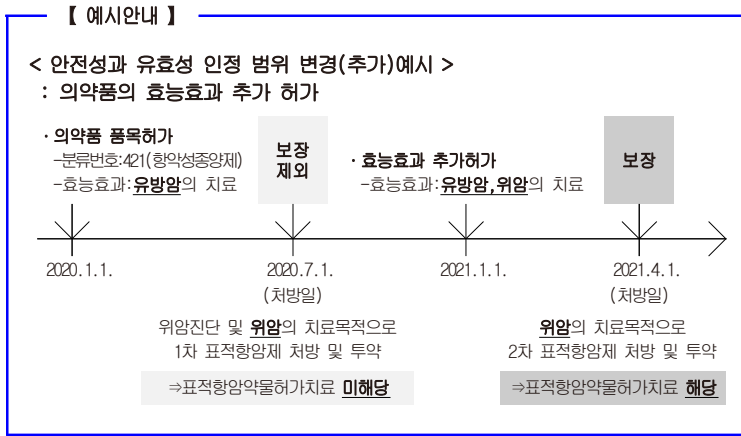 【 예시안내 】
< 안전성과 유효성 인정 범위 변경(추가)예시 >
: 의약품의 효능효과 추가 허가
· 의약품 품목허가
-분류번호:421(항악성종양제)
-효능효과:유방암의 치료
보장
제외
· 효능효과 추가허가
-효능효과:유방암,위암의 치료
보장
2020.1.1.
2020.7.1.
(처방일)
2021.1.1.
2021.4.1.
(처방일)
위암진단 및 위암의 치료목적으로
1차 표적항암제 처방 및 투약
⇒표적항암약물허가치료 미해당
위암의 치료목적으로
2차 표적항암제 처방 및 투약
⇒표적항암약물허가치료 해당